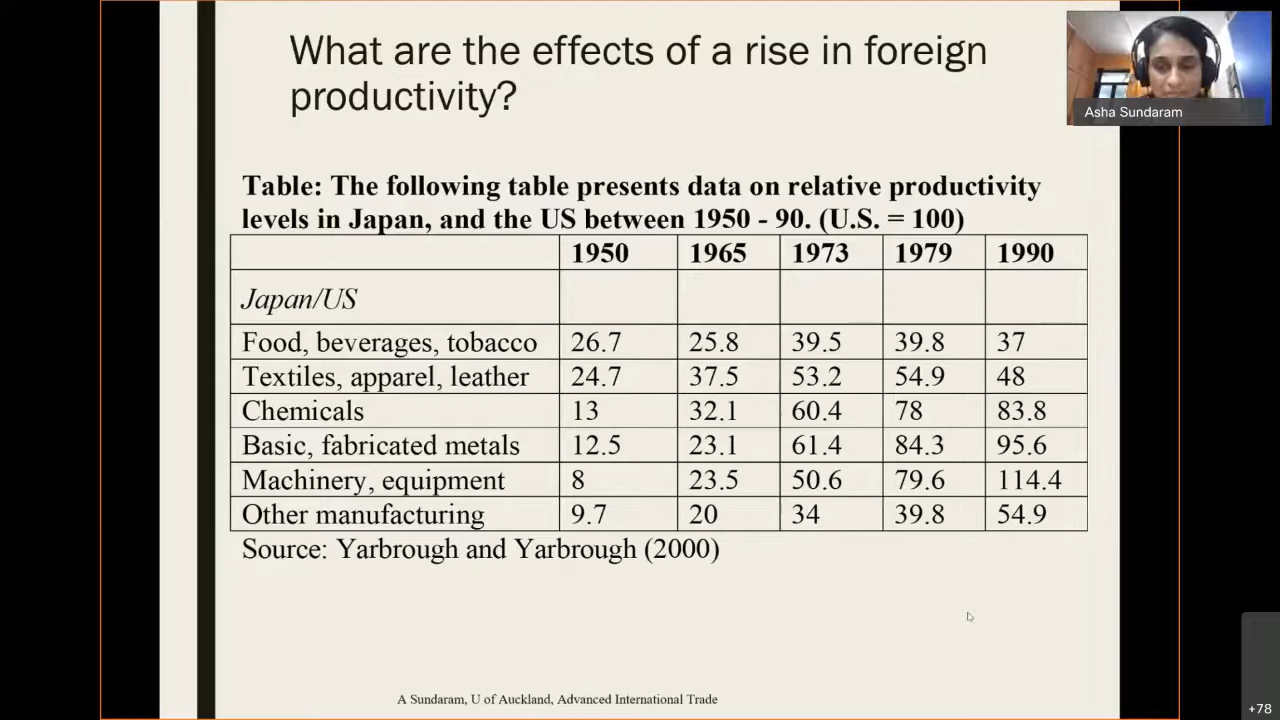 What are the effects of a rise in foreign
productivity?
Asha Sundaram
Table: The following table presents data on relative productivity
levels in Japan, and the US between 1950 - 90. (U.S. = 100)
1950 1965 1973 1979 1990
Japan/US
Food, beverages, tobacco 26.7 25.8 39.5 39.8 37
Textiles, apparel, leather 24.7 37.5 53.2 54.9 48
Chemicals 13 32.1 60.4 78 83.8
Basic, fabricated metals 12.5 23.1 61.4 84.3 95.6
Machinery, equipment 8 23.5 50.6 79.6 114.4
Other manufacturing 9.7 20 34 39.8 54.9
Source: Yarbrough and Yarbrough (2000)
A Sundaram, U of Auckland, Advanced International Trade
+78